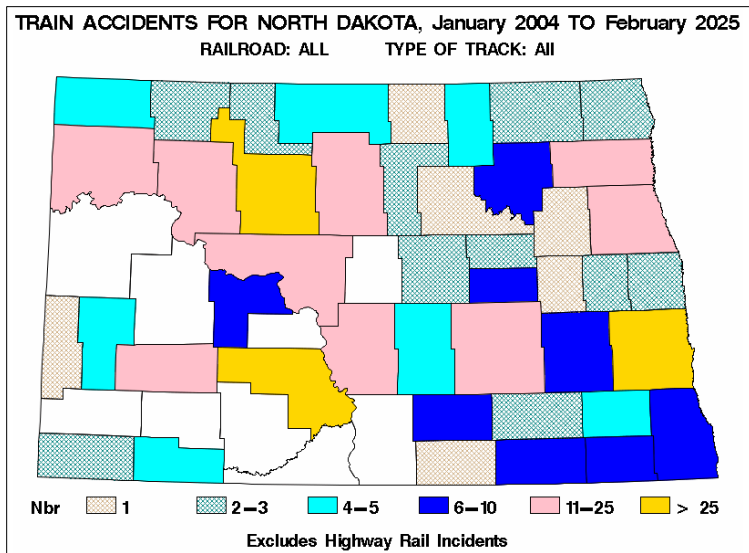 TRAIN ACCIDENTS FOR NORTH DAKOTA, January 2004 TO February 2025
RAILROAD: ALL TYPE OF TRACK: All
Nbr 1 2-3 4-5 6-10 11-25 > 25
Excludes Highway Rail Incidents